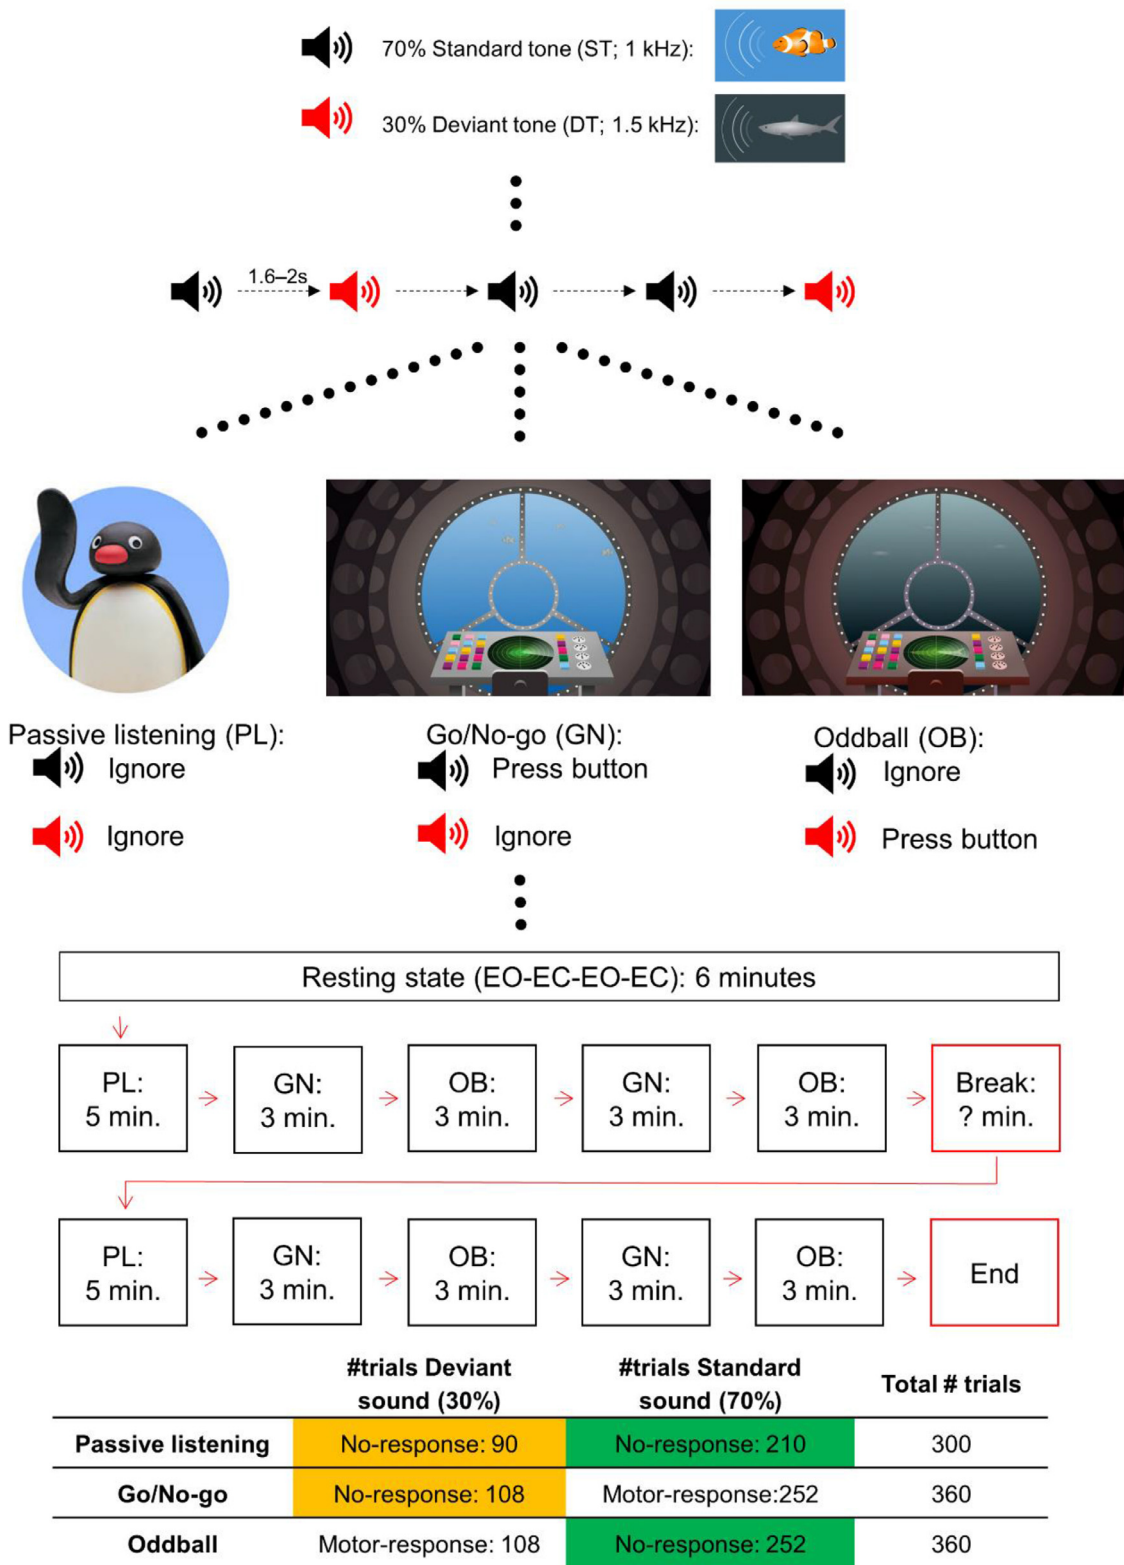 70% Standard tone (ST; 1 kHz):
30% Deviant tone (DT; 1.5 kHz):
1.6–2s
Passive listening (PL):
Ignore
Ignore
Go/No-go (GN):
Press button
Ignore
Oddball (OB):
Ignore
Press button
Resting state (EO-EC-EO-EC): 6 minutes
PL:
5 min.
GN:
3 min.
OB:
3 min.
GN:
3 min.
OB:
3 min.
Break:
? min.
PL:
5 min.
GN:
3 min.
OB:
3 min.
GN:
3 min.
OB:
3 min.
End
#trials Deviant
sound (30%)
#trials Standard
sound (70%)
Total # trials
Passive listening No-response: 90 No-response: 210 300
Go/No-go No-response: 108 Motor-response:252 360
Oddball Motor-response: 108 No-response: 252 360